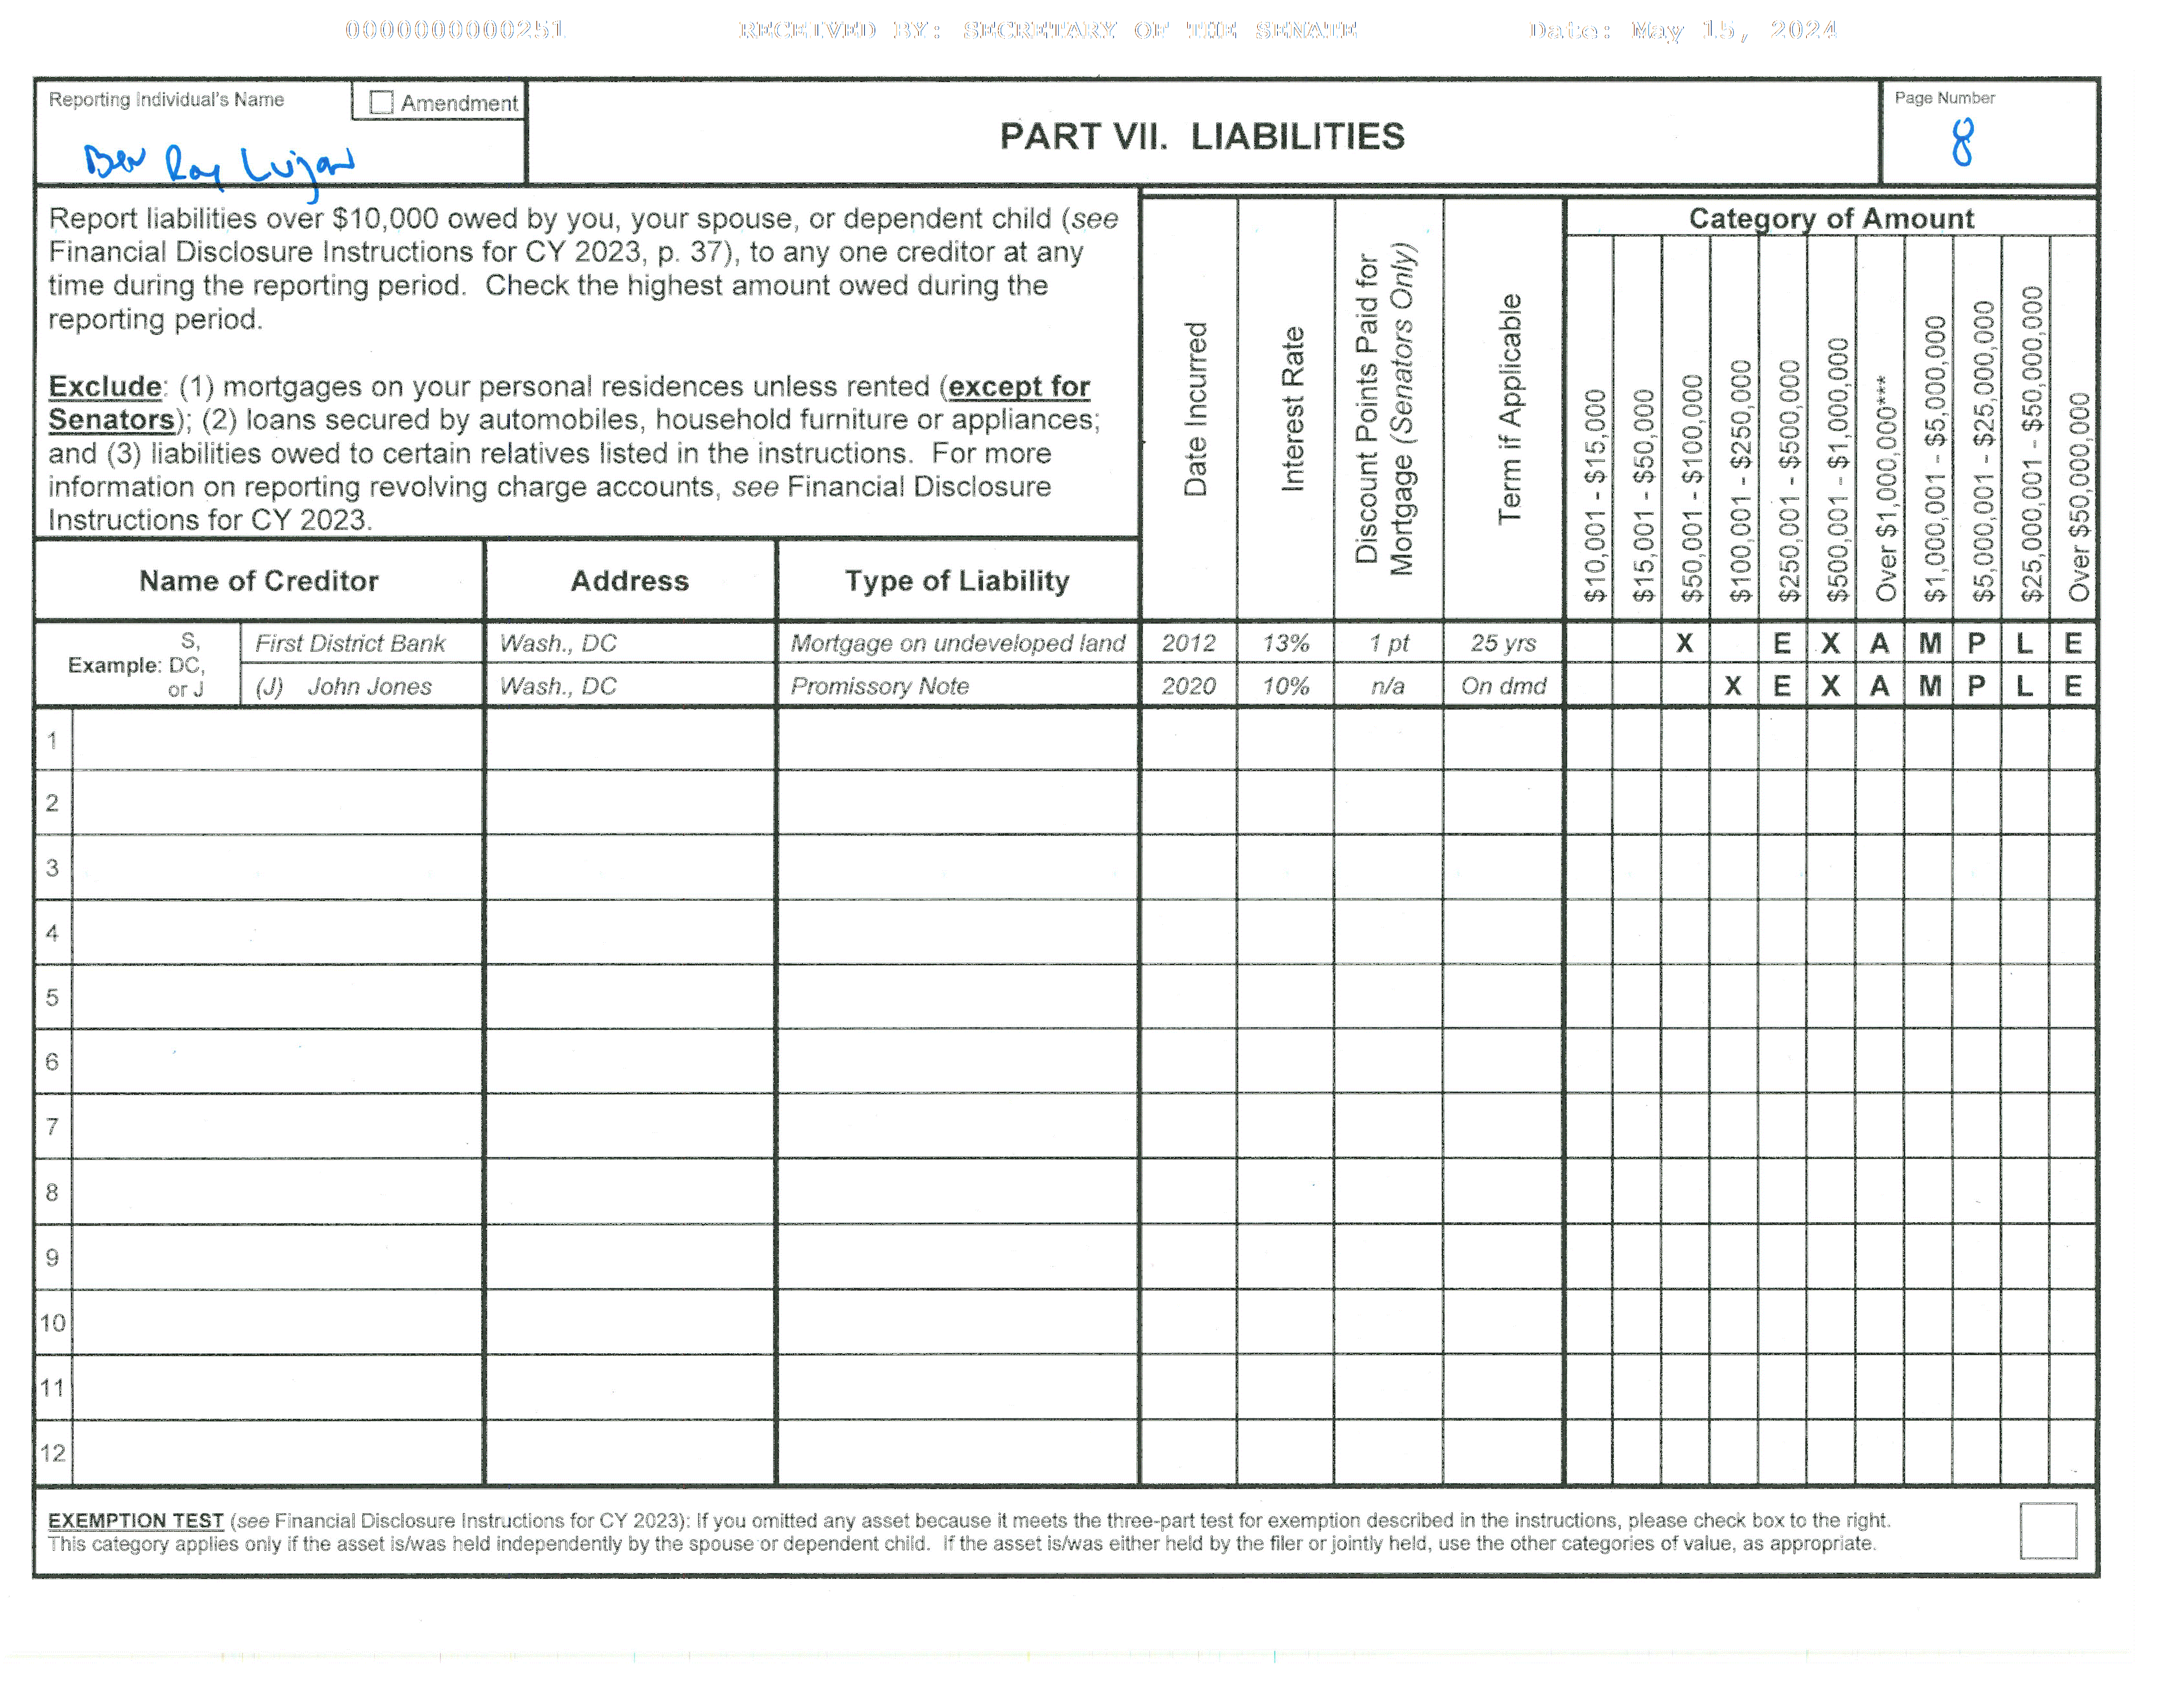 0000000000251 RECEIVED BY: SECRETARY OF THE SENATE Date: May 15, 2024
Reporting Individual's Name
Amendment
Ben Ray Lujan
PART VII. LIABILITIES
Page Number
8
Report liabilities over $10,000 owed by you, your spouse, or dependent child (see
Financial Disclosure Instructions for CY 2023, p. 37), to any one creditor at any
time during the reporting period. Check the highest amount owed during the
reporting period.
Exclude: (1) mortgages on your personal residences unless rented (except for
Senators); (2) loans secured by automobiles, household furniture or appliances;
and (3) liabilities owed to certain relatives listed in the instructions. For more
information on reporting revolving charge accounts, see Financial Disclosure
Instructions for CY 2023.
Name of Creditor
Address
Type of Liability
Date Incurred
Interest Rate
Discount Points Paid for
Mortgage (Senators Only)
Term if Applicable
Category of Amount
$10,001 - $15,000
$15,001 - $50,000
$50,001 - $100,000
$100,001 - $250,000
$250,001 - $500,000
$500,001 - $1,000,000
Over $1,000,000***
$1,000,001 - $5,000,000
$5,000,001 - $25,000,000
$25,000,001 - $50,000,000
Over $50,000,000
Example: S,
DC,
or J
First District Bank Wash., DC Mortgage on undeveloped land 2012 13% 1 pt 25 yrs X E X A M P L E
(J) John Jones Wash., DC Promissory Note 2020 10% n/a On dmd X E X A M P L E
1
2
3
4
5
6
7
8
9
10
11
12
EXEMPTION TEST (see Financial Disclosure Instructions for CY 2023): If you omitted any asset because it meets the three-part test for exemption described in the instructions, please check box to the right.
This category applies only if the asset is/was held independently by the spouse or dependent child. If the asset is/was either held by the filer or jointly held, use the other categories of value, as appropriate.